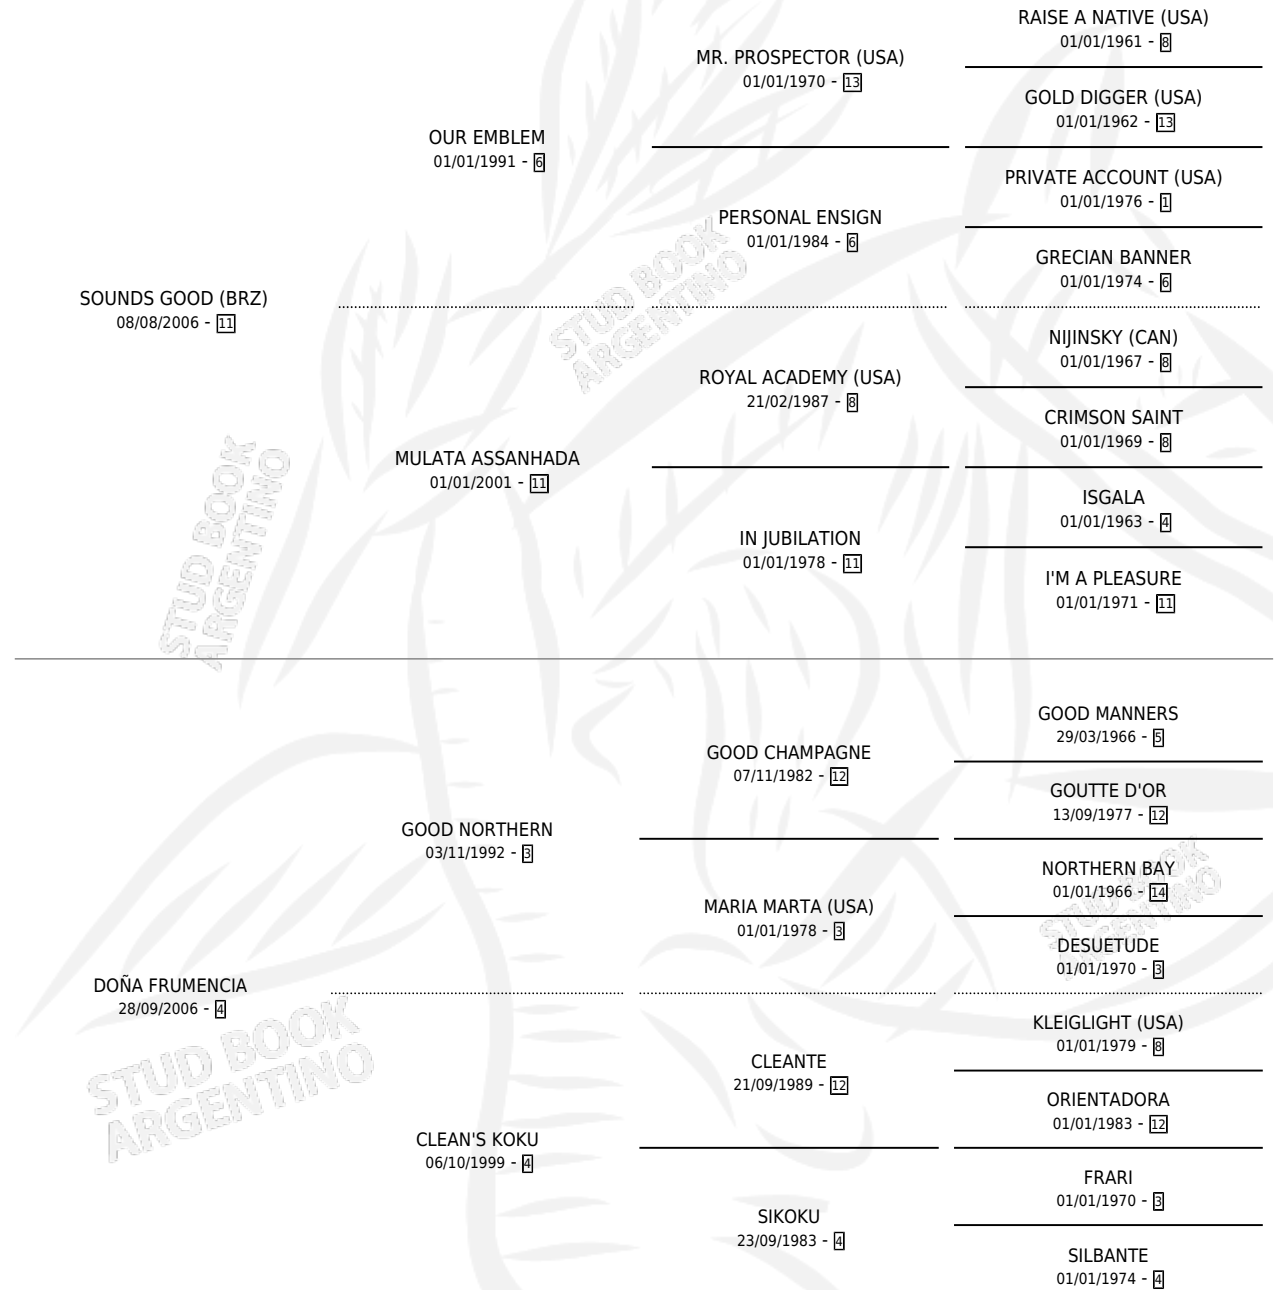 RAISE A NATIVE (USA)
01/01/1961 - 8
MR. PROSPECTOR (USA)
01/01/1970 - 13
GOLD DIGGER (USA)
01/01/1962 - 13
OUR EMBLEM
01/01/1991 - 6
PRIVATE ACCOUNT (USA)
01/01/1976 - 1
PERSONAL ENSIGN
01/01/1984 - 6
GRECIAN BANNER
01/01/1974 - 6
SOUNDS GOOD (BRZ)
08/08/2006 - 11
NIJINSKY (CAN)
01/01/1967 - 8
ROYAL ACADEMY (USA)
21/02/1987 - 8
CRIMSON SAINT
01/01/1969 - 8
MULATA ASSANHADA
01/01/2001 - 11
ISGALA
01/01/1963 - 4
IN JUBILATION
01/01/1978 - 11
I'M A PLEASURE
01/01/1971 - 11
STUD BOOK
ARGENTINO
STUD BOOK
ARGENTINO
GOOD MANNERS
29/03/1966 - 5
GOOD CHAMPAGNE
07/11/1982 - 12
GOUTTE D'OR
13/09/1977 - 12
GOOD NORTHERN
03/11/1992 - 3
NORTHERN BAY
01/01/1966 - 14
MARIA MARTA (USA)
01/01/1978 - 3
DESUETUDE
01/01/1970 - 3
DOÑA FRUMENCIA
28/09/2006 - 4
KLEIGLIGHT (USA)
01/01/1979 - 8
CLEANTE
21/09/1989 - 12
ORIENTADORA
01/01/1983 - 12
CLEAN'S KOKU
06/10/1999 - 4
FRARI
01/01/1970 - 3
SIKOKU
23/09/1983 - 4
SILBANTE
01/01/1974 - 4
STUD BOOK
ARGENTINO
STUD BOOK
ARGENTINO